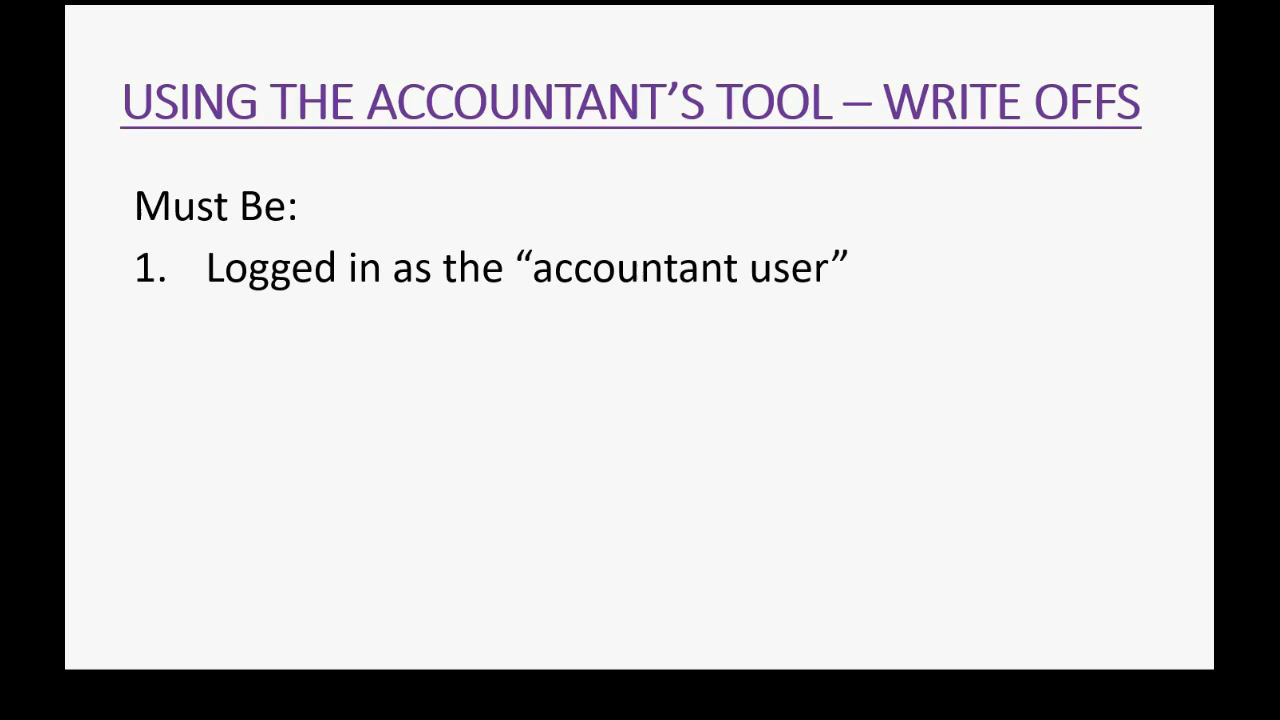 USING THE ACCOUNTANT’S TOOL – WRITE OFFS
Must Be:
1. Logged in as the “accountant user”